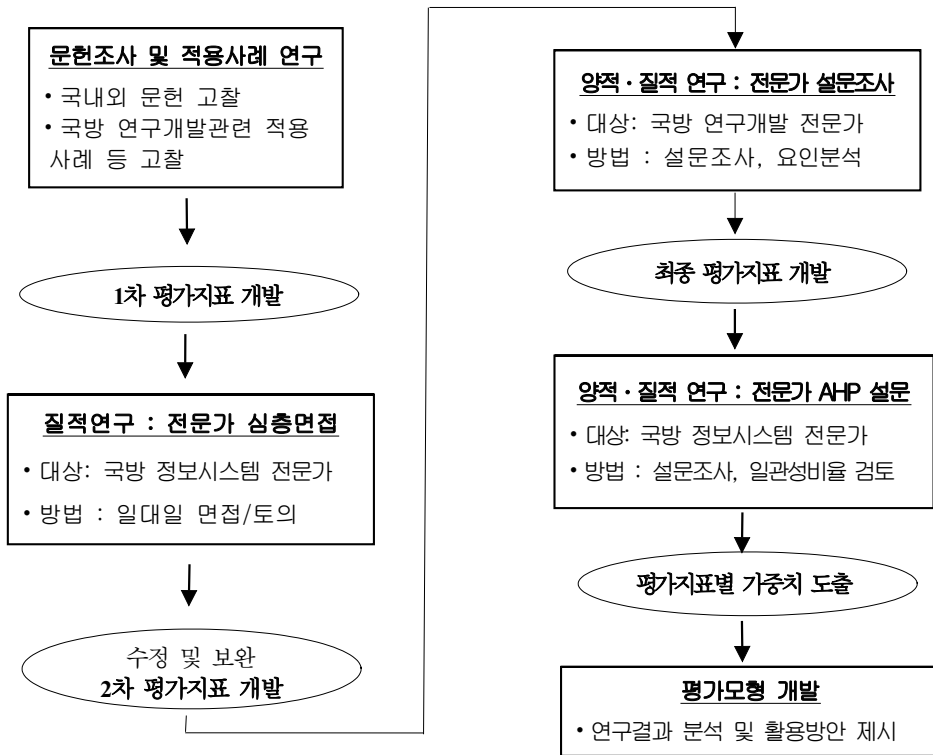 문헌조사 및 적용사례 연구
• 국내외 문헌 고찰
• 국방 연구개발관련 적용
사례 등 고찰
1차 평가지표 개발
질적연구 : 전문가 심층면접
• 대상: 국방 정보시스템 전문가
• 방법 : 일대일 면접/토의
수정 및 보완
2차 평가지표 개발
양적·질적 연구 : 전문가 설문조사
• 대상: 국방 연구개발 전문가
• 방법 : 설문조사, 요인분석
최종 평가지표 개발
양적·질적 연구 : 전문가 AHP 설문
• 대상: 국방 정보시스템 전문가
• 방법 : 설문조사, 일관성비율 검토
평가지표별 가중치 도출
평가모형 개발
• 연구결과 분석 및 활용방안 제시